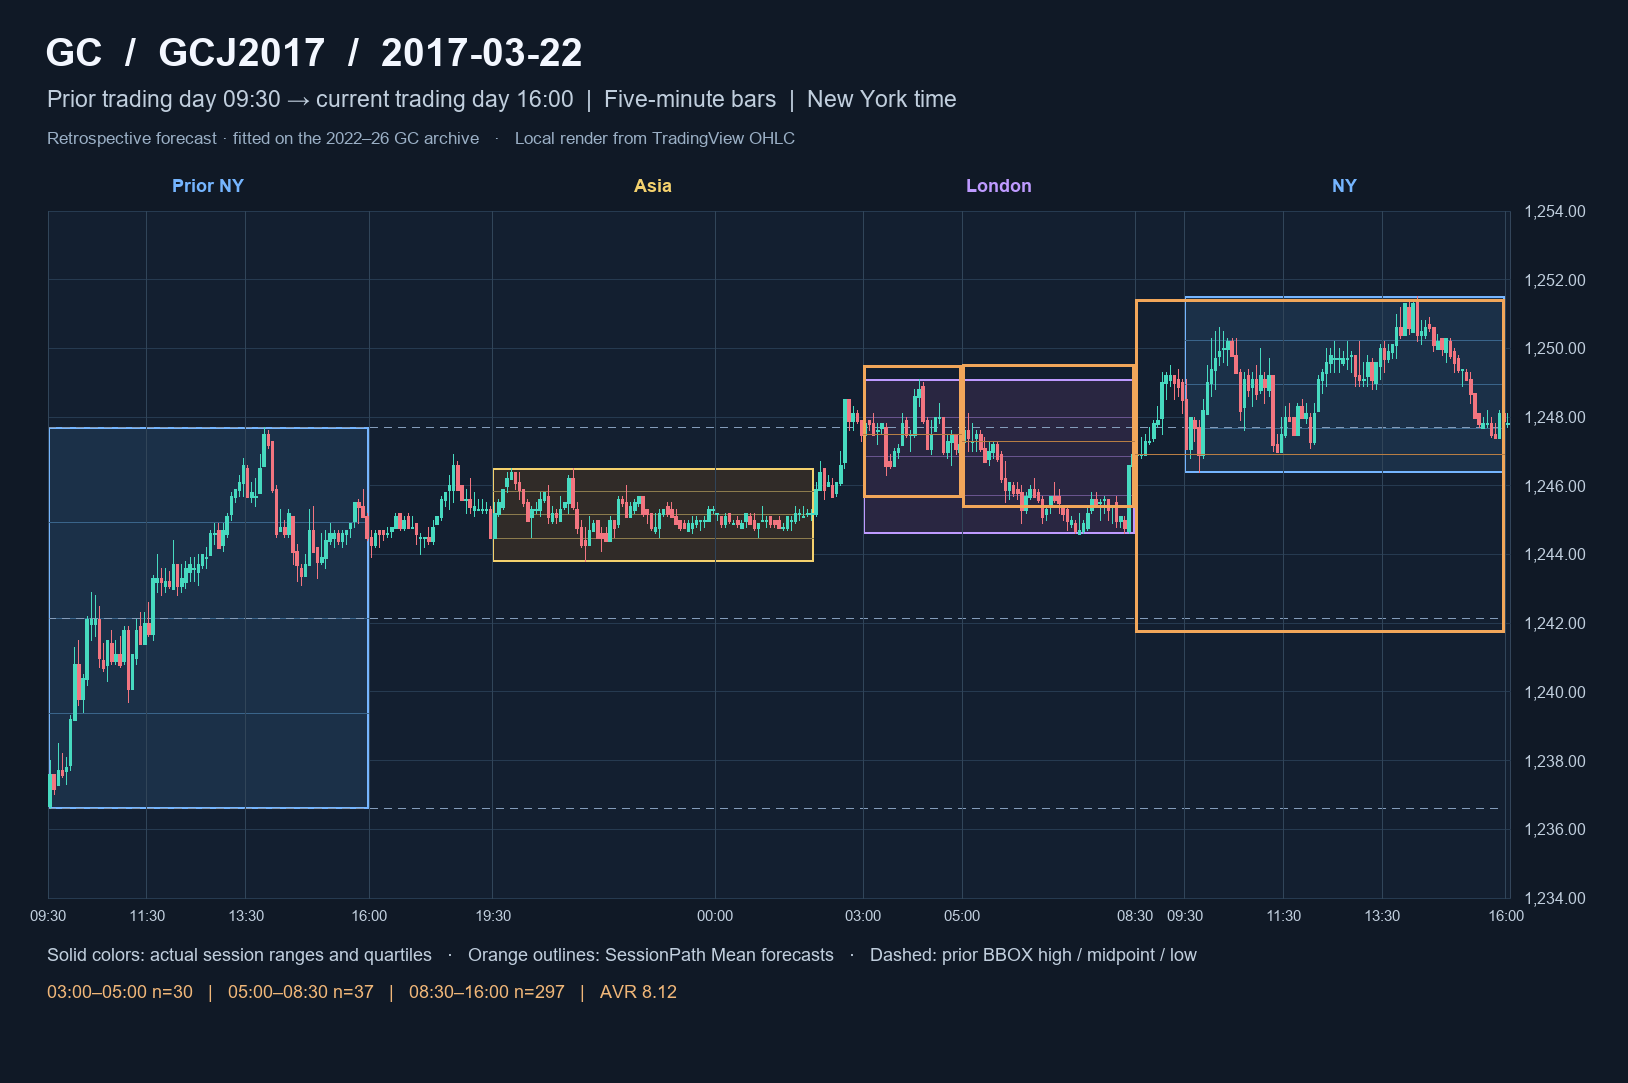 GC / GCJ2017 / 2017-03-22
Prior trading day 09:30 → current trading day 16:00 | Five-minute bars | New York time
Retrospective forecast · fitted on the 2022–26 GC archive · Local render from TradingView OHLC
Prior NY Asia London NY
1,254.00
1,252.00
1,250.00
1,248.00
1,246.00
1,244.00
1,242.00
1,240.00
1,238.00
1,236.00
1,234.00
09:30 11:30 13:30 16:00 19:30 00:00 03:00 05:00 08:30 09:30 11:30 13:30 16:00
Solid colors: actual session ranges and quartiles · Orange outlines: SessionPath Mean forecasts · Dashed: prior BBOX high / midpoint / low
03:00–05:00 n=30 | 05:00–08:30 n=37 | 08:30–16:00 n=297 | AVR 8.12